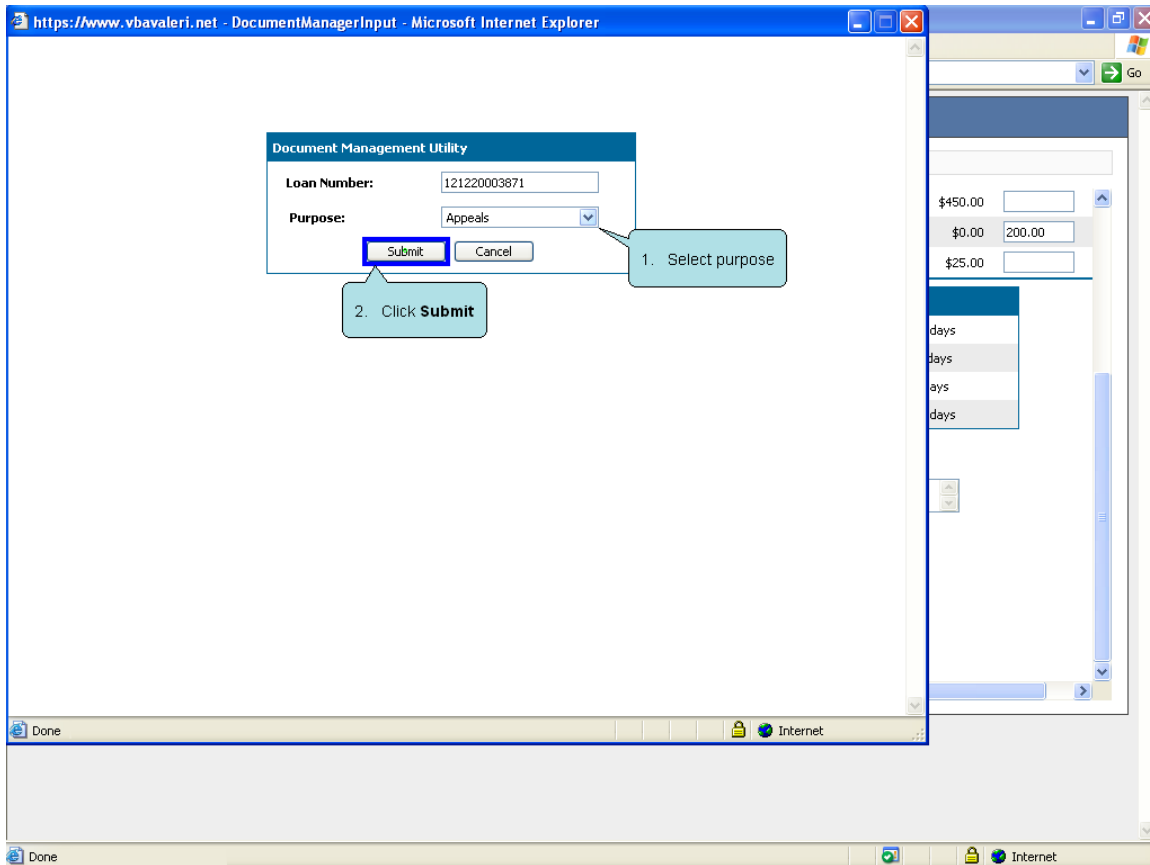 https://www.vbavaleri.net - DocumentManagerInput - Microsoft Internet Explorer
Go
Document Management Utility
Loan Number: 121220003871
Purpose: Appeals
Submit Cancel
1. Select purpose
2. Click Submit
$450.00
$0.00 200.00
$25.00
days
days
ays
days
Done Internet
Done Internet